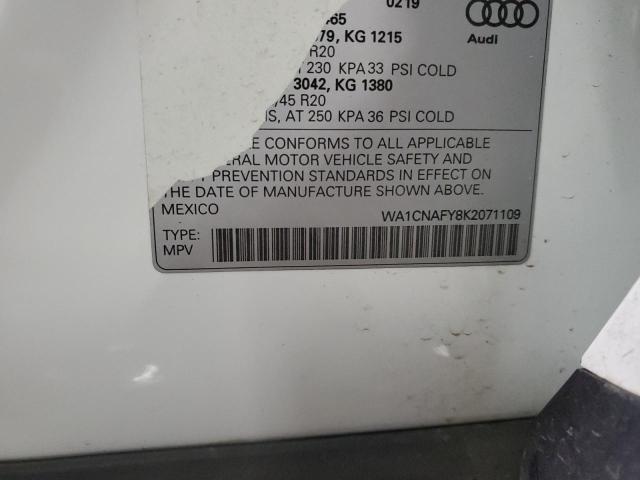 0219
465
79, KG 1215
R20
T 230 KPA 33 PSI COLD
3042, KG 1380
/45 R20
IS, AT 250 KPA 36 PSI COLD
Audi
E CONFORMS TO ALL APPLICABLE
ERAL MOTOR VEHICLE SAFETY AND
T PREVENTION STANDARDS IN EFFECT ON
THE DATE OF MANUFACTURE SHOWN ABOVE.
MEXICO
WA1CNAFY8K2071109
TYPE:
MPV